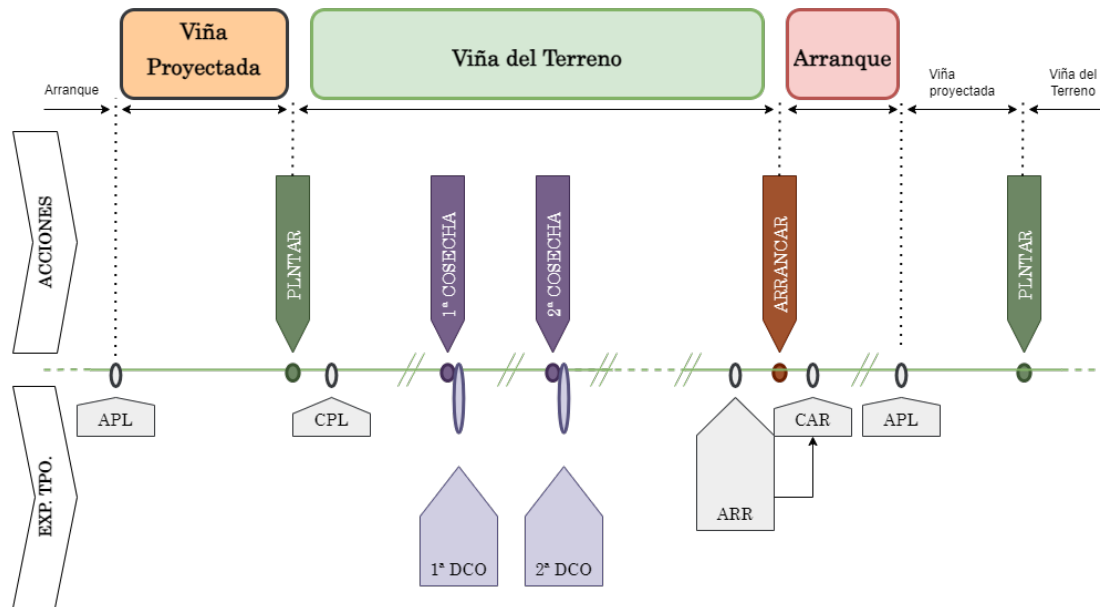 Viña
Proyectada
Viña del Terreno
Arranque
Arranque
Viña
proyectada
Viña del
Terreno
ACCIONES
PLNTAR
1ª COSECHA
2ª COSECHA
ARRANCAR
PLNTAR
EXP. TPO.
APL
CPL
CAR
APL
ARR
1ª DCO
2ª DCO